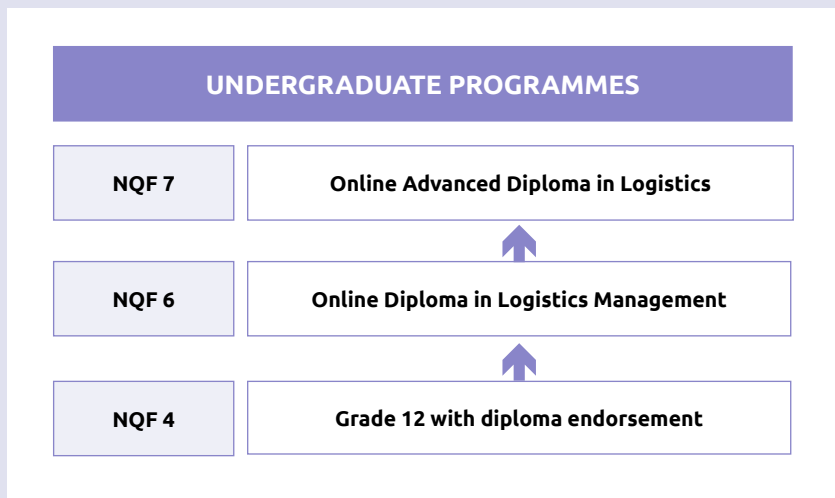 UNDERGRADUATE PROGRAMMES
NQF 7
Online Advanced Diploma in Logistics
NQF 6
Online Diploma in Logistics Management
NQF 4
Grade 12 with diploma endorsement